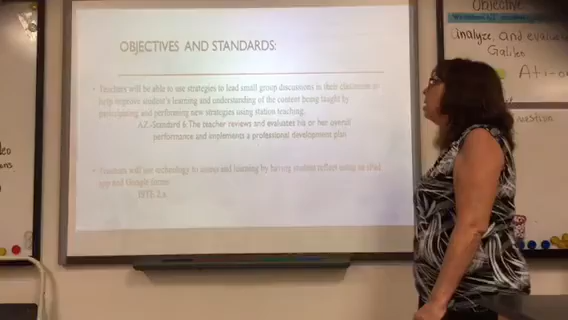 OBJECTIVES AND STANDARDS:
Teachers will be able to use strategies to lead small group discussions in their classroom to
help improve student's learning and understanding of the content being taught by
participating and performing new strategies using station teaching.
AZ-Standard 6: The teacher reviews and evaluates his or her overall
performance and implements a professional development plan
will use technology to assess and learning by having student reflect using an iPad
app and Google forms
ISTE 2.a
Objective
analyze, and evalua
Galileo